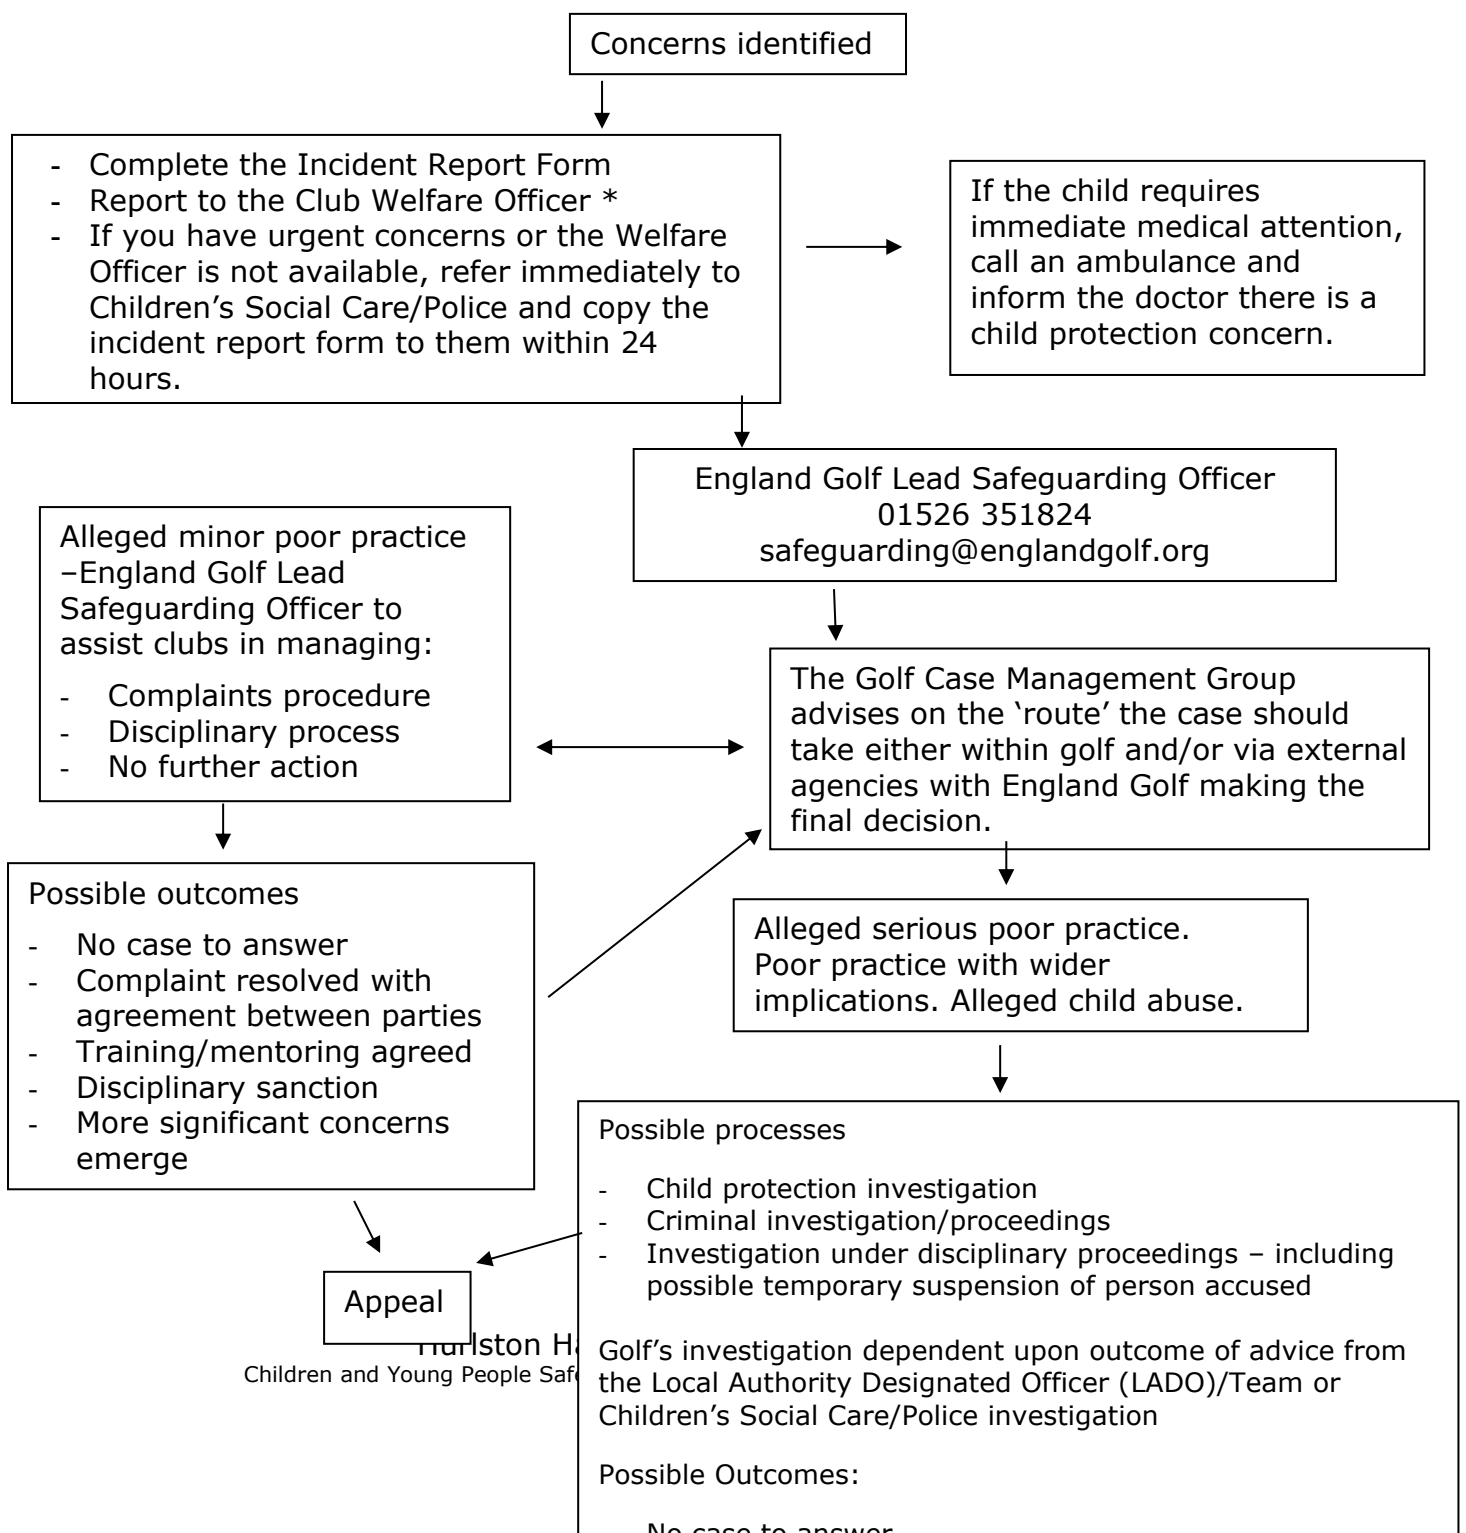 Concerns identified
- Complete the Incident Report Form
- Report to the Club Welfare Officer *
- If you have urgent concerns or the Welfare
Officer is not available, refer immediately to
Children’s Social Care/Police and copy the
incident report form to them within 24
hours.
If the child requires
immediate medical attention,
call an ambulance and
inform the doctor there is a
child protection concern.
England Golf Lead Safeguarding Officer
01526 351824
safeguarding@englandgolf.org
Alleged minor poor practice
–England Golf Lead
Safeguarding Officer to
assist clubs in managing:
- Complaints procedure
- Disciplinary process
- No further action
The Golf Case Management Group
advises on the ‘route’ the case should
take either within golf and/or via external
agencies with England Golf making the
final decision.
Possible outcomes
- No case to answer
- Complaint resolved with
agreement between parties
- Training/mentoring agreed
- Disciplinary sanction
- More significant concerns
emerge
Alleged serious poor practice.
Poor practice with wider
implications. Alleged child abuse.
Possible processes
- Child protection investigation
- Criminal investigation/proceedings
- Investigation under disciplinary proceedings – including
possible temporary suspension of person accused
Golf’s investigation dependent upon outcome of advice from
the Local Authority Designated Officer (LADO)/Team or
Children’s Social Care/Police investigation
Possible Outcomes:
No case to answer
Appeal
Hurlston
Children and Young People